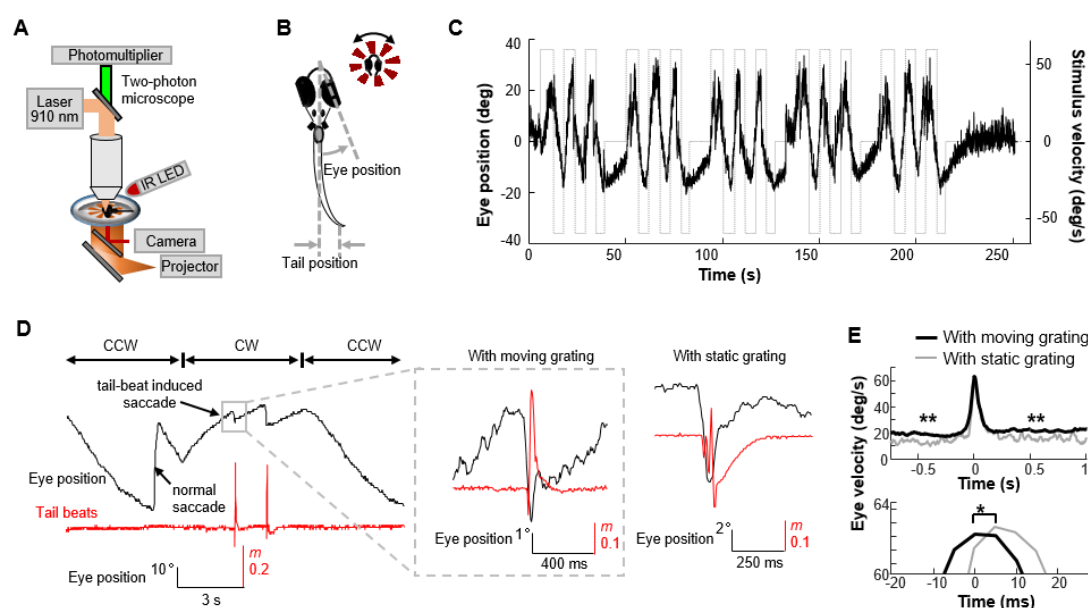 A
Photomultiplier
Two-photon
microscope
Laser
910 nm
IR LED
Camera
Projector
B
Eye position
Tail position
C
Eye position (deg)
40
20
0
-20
-40
0
50
100
150
200
250
Time (s)
50
0
-50
Stimulus velocity (deg/s)
D
CCW
CW
CCW
tail-beat induced
saccade
Eye position
normal
saccade
Tail beats
Eye position
10°
m
0.2
3 s
With moving grating
Eye position
1°
m
0.1
400 ms
With static grating
Eye position
2°
m
0.1
250 ms
E
With moving grating
With static grating
Eye velocity (deg/s)
60
40
20
0
**
**
-0.5
0
0.5
1
Time (s)
64
60
*
-20
-10
0
10
20
Time (ms)